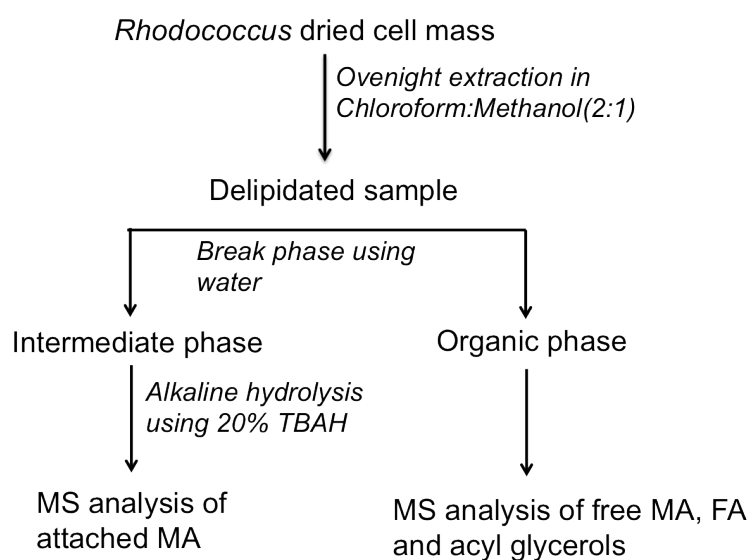 Rhodococcus dried cell mass
Ovenight extraction in
Chloroform:Methanol(2:1)
Delipidated sample
Break phase using
water
Intermediate phase
Organic phase
Alkaline hydrolysis
using 20% TBAH
MS analysis of
attached MA
MS analysis of free MA, FA
and acyl glycerols